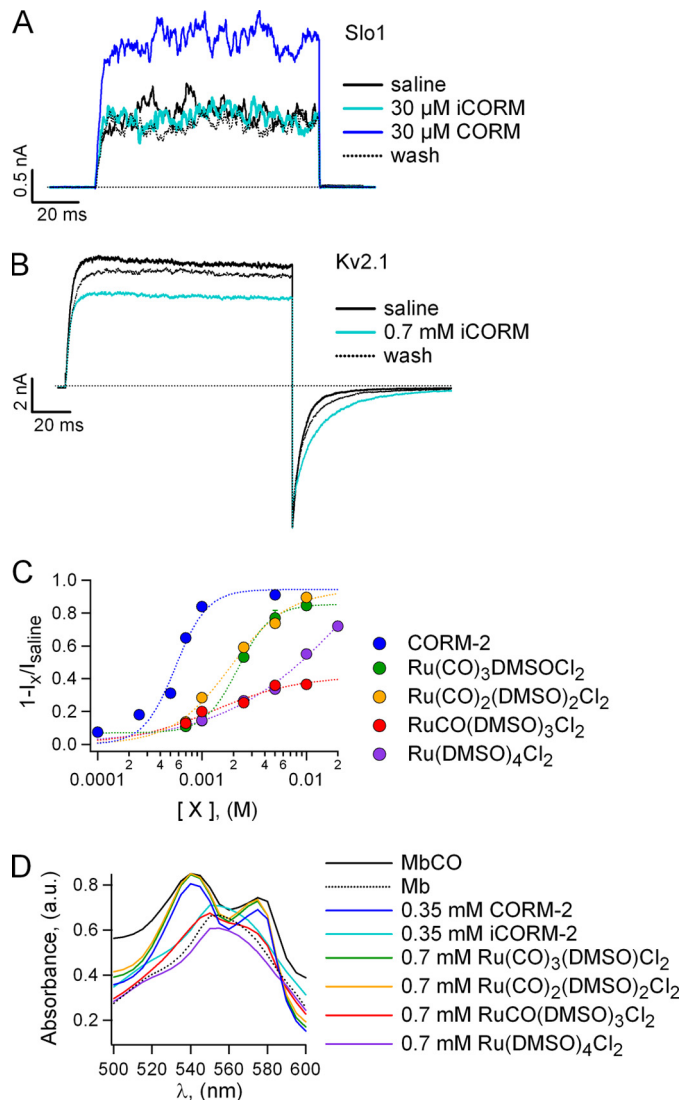 A
Slo1
saline
30 µM iCORM
30 µM CORM
wash
0.5 nA
20 ms
B
Kv2.1
saline
0.7 mM iCORM
wash
2 nA
20 ms
C
1-Iₓ/Isaline
1.0
0.8
0.6
0.4
0.2
0.0
0.0001 2 4 6 0.001 2 4 6 0.01 2
[ X ], (M)
CORM-2
Ru(CO)₃DMSOCl₂
Ru(CO)₂(DMSO)₂Cl₂
RuCO(DMSO)₃Cl₂
Ru(DMSO)₄Cl₂
D
Absorbance, (a.u.)
0.8
0.6
0.4
0.2
500 520 540 560 580 600
λ, (nm)
MbCO
Mb
0.35 mM CORM-2
0.35 mM iCORM-2
0.7 mM Ru(CO)₃(DMSO)Cl₂
0.7 mM Ru(CO)₂(DMSO)₂Cl₂
0.7 mM RuCO(DMSO)₃Cl₂
0.7 mM Ru(DMSO)₄Cl₂